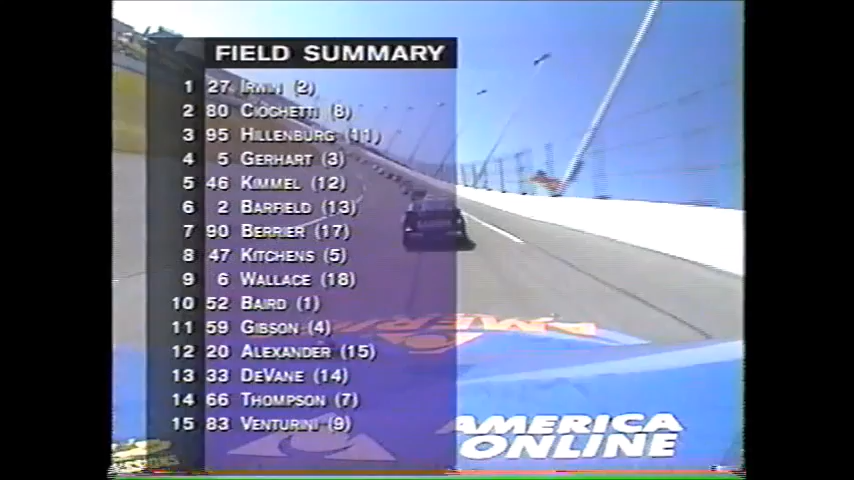 FIELD SUMMARY
1 27 IRWIN (2)
2 80 CIOCHETTI (8)
3 95 HILLENBURG (11)
4 5 GERHART (3)
5 46 KIMMEL (12)
6 2 BARFIELD (13)
7 90 BERRIER (17)
8 47 KITCHENS (5)
9 6 WALLACE (18)
10 52 BAIRD (1)
11 59 GIBSON (4)
12 20 ALEXANDER (15)
13 33 DEVANE (14)
14 66 THOMPSON (7)
15 83 VENTURINI (9)
AMERICA
ONLINE